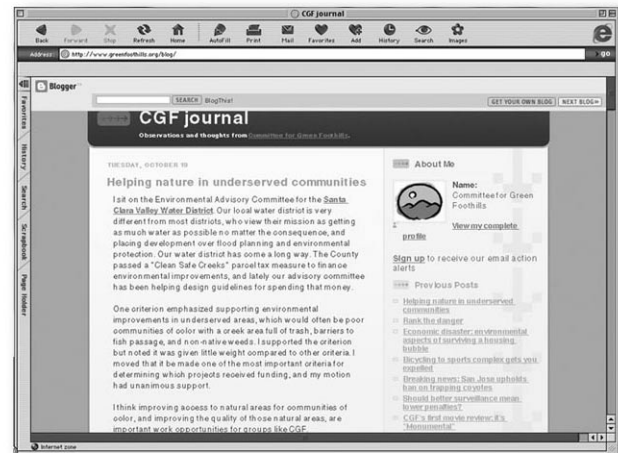 CGF journal
Back Forward Stop Refresh Home AutoFill Print Mail Favorites Add History Search Images
Address: http://www.greenfoothills.org/blog/ go
Blogger
SEARCH BlogThis! GET YOUR OWN BLOG NEXT BLOG»
Favorites
History
Search
Scrapbook
Page Holder
CGF journal
Observations and thoughts from Committee for Green Foothills.
TUESDAY, OCTOBER 19
Helping nature in underserved communities
I sit on the Environmental Advisory Committee for the Santa
Clara Valley Water District. Our local water district is very
different from most districts, who view their mission as getting
as much water as possible no matter the consequence, and
placing development over flood planning and environmental
protection. Our water district has come a long way. The County
passed a "Clean Safe Creeks" parcel tax measure to finance
environmental improvements, and lately our advisory committee
has been helping design guidelines for spending that money.
One criterion emphasized supporting environmental
improvements in underserved areas, which would often be poor
communities of color with a creek area full of trash, barriers to
fish passage, and non-native weeds. I supported the criterion
but noted it was given little weight compared to other criteria. I
moved that it be made one of the most important criteria for
determining which projects received funding, and my motion
had unanimous support.
I think improving access to natural areas for communities of
color, and improving the quality of those natural areas, are
important work opportunities for groups like CGF.
About Me
Name:
Committee for Green
Foothills
View my complete
profile
Sign up to receive our email action
alerts
Previous Posts
Helping nature in underserved
communities
Rank the danger
Economic disaster: environmental
aspects of surviving a housing
bubble
Bicycling to sports complex gets you
expelled
Breaking news: San Jose upholds
ban on trapping coyotes
Should better surveillance mean
lower penalties?
CGF's first movie review: it's
"Monumental"
Internet zone